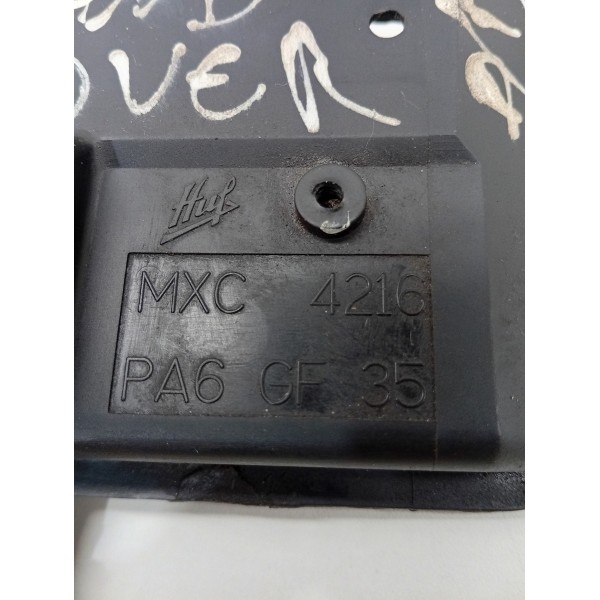 OVER
Huf
MXC 4216
PA6 GF 35